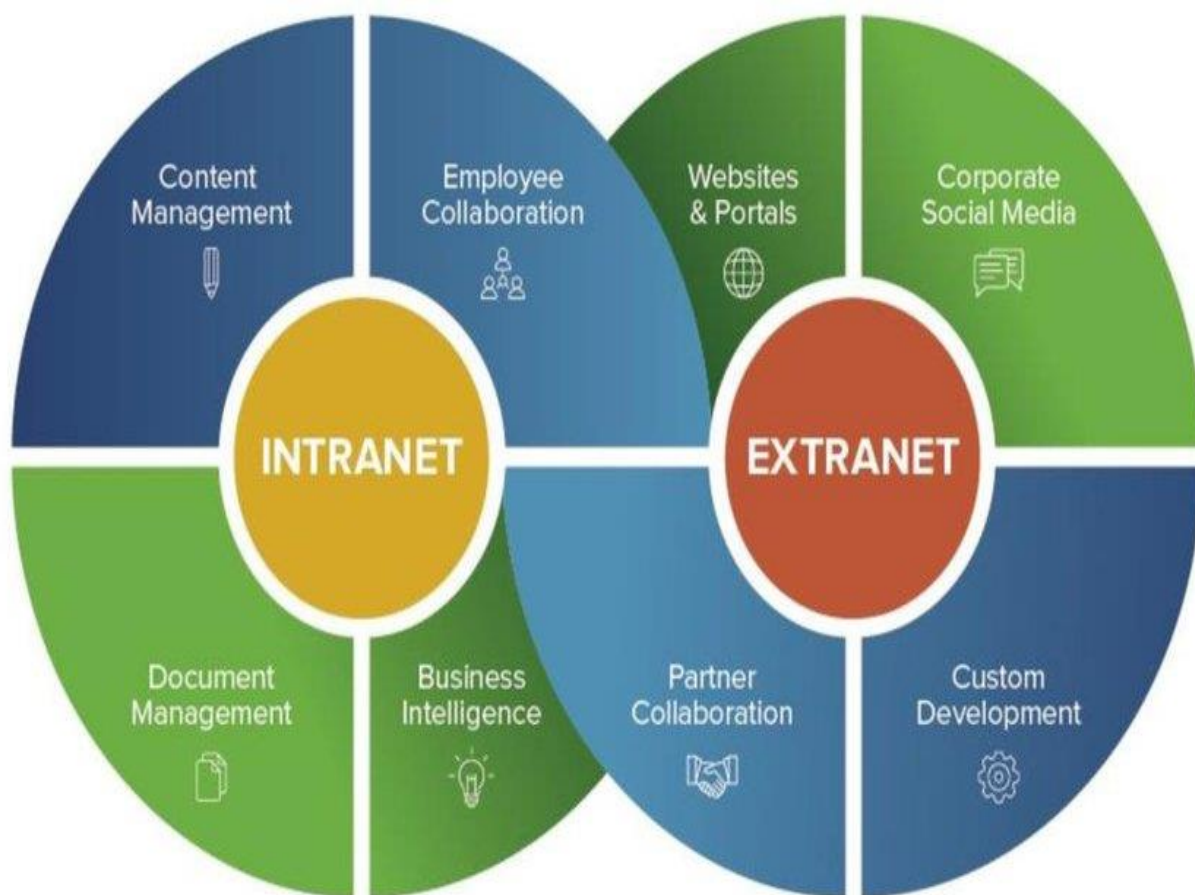 Content
Management
Employee
Collaboration
Websites
& Portals
Corporate
Social Media
INTRANET
EXTRANET
Document
Management
Business
Intelligence
Partner
Collaboration
Custom
Development